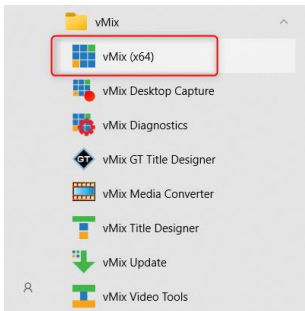 vMix
vMix (x64)
vMix Desktop Capture
vMix Diagnostics
GT
vMix GT Title Designer
vMix Media Converter
vMix Title Designer
vMix Update
vMix Video Tools